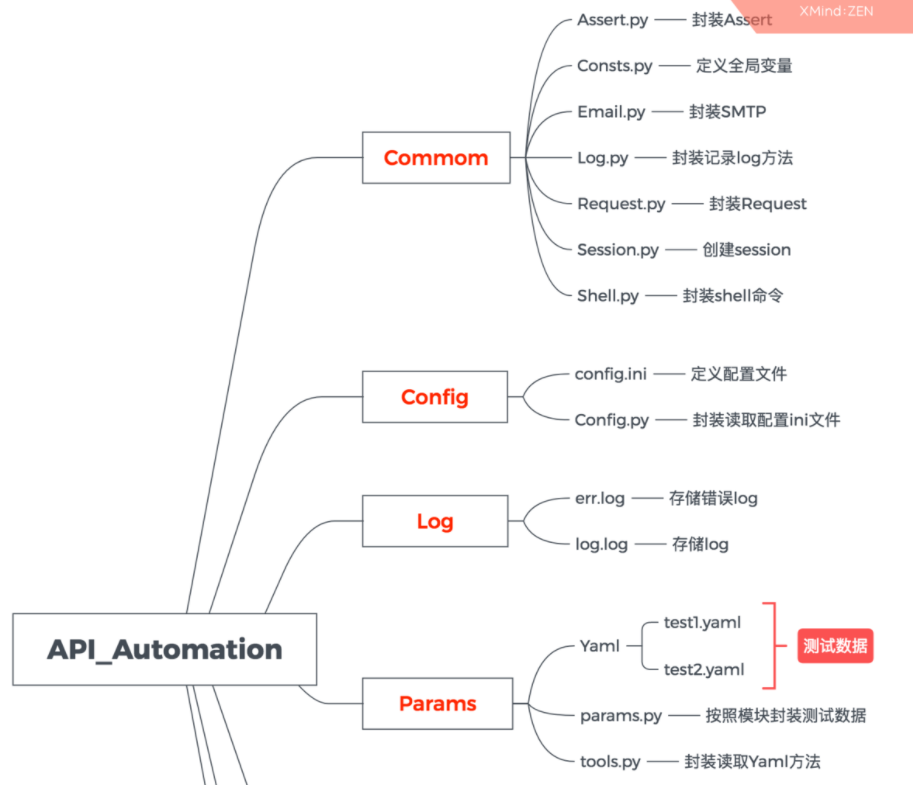 XMind:ZEN
Assert.py 封装Assert
Consts.py 定义全局变量
Email.py 封装SMTP
Commom
Log.py 封装记录log方法
Request.py 封装Request
Session.py 创建session
Shell.py 封装shell命令
config.ini 定义配置文件
Config
Config.py 封装读取配置ini文件
err.log 存储错误log
Log
log.log 存储log
API_Automation
Yaml
test1.yaml
test2.yaml
测试数据
Params
params.py 按照模块封装测试数据
tools.py 封装读取Yaml方法